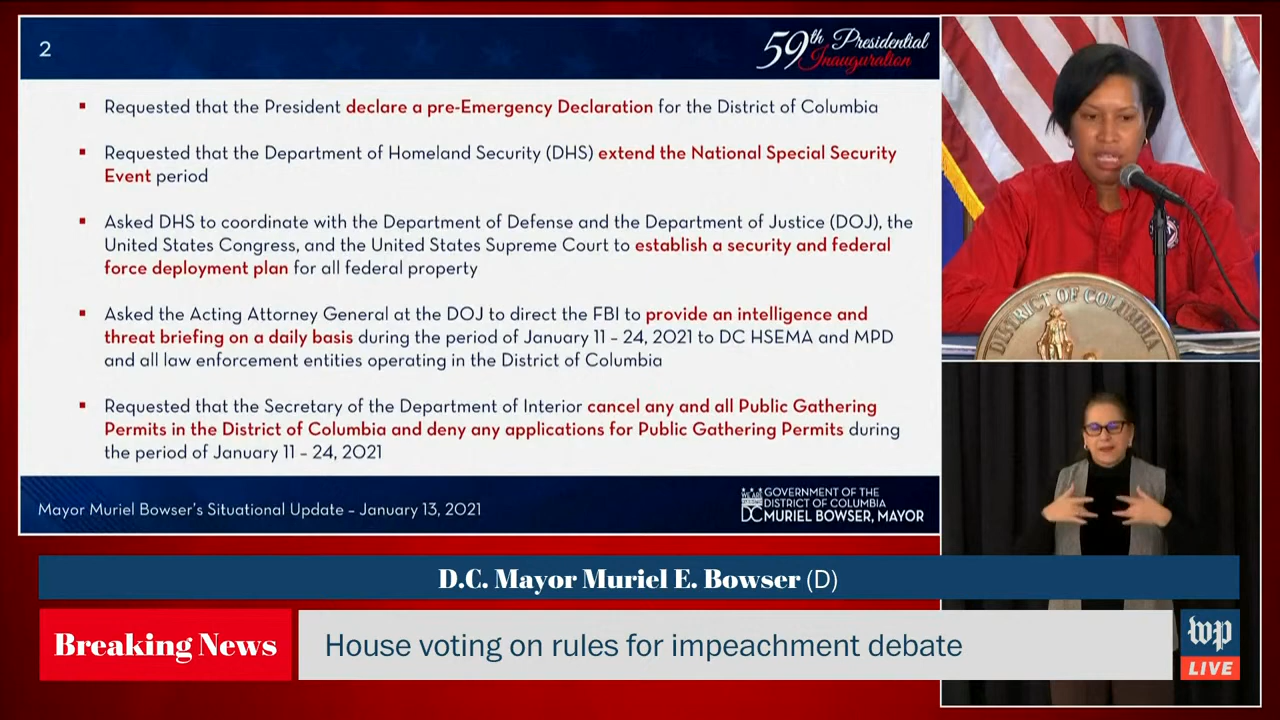 2
59th Presidential
Inauguration
▪ Requested that the President declare a pre-Emergency Declaration for the District of Columbia
▪ Requested that the Department of Homeland Security (DHS) extend the National Special Security
Event period
▪ Asked DHS to coordinate with the Department of Defense and the Department of Justice (DOJ), the
United States Congress, and the United States Supreme Court to establish a security and federal
force deployment plan for all federal property
▪ Asked the Acting Attorney General at the DOJ to direct the FBI to provide an intelligence and
threat briefing on a daily basis during the period of January 11 – 24, 2021 to DC HSEMA and MPD
and all law enforcement entities operating in the District of Columbia
▪ Requested that the Secretary of the Department of Interior cancel any and all Public Gathering
Permits in the District of Columbia and deny any applications for Public Gathering Permits during
the period of January 11 – 24, 2021
Mayor Muriel Bowser's Situational Update – January 13, 2021
WE ARE
DC
GOVERNMENT OF THE
DISTRICT OF COLUMBIA
MURIEL BOWSER, MAYOR
DISTRICT OF COLUMBIA
D.C. Mayor Muriel E. Bowser (D)
Breaking News
House voting on rules for impeachment debate
wp
LIVE